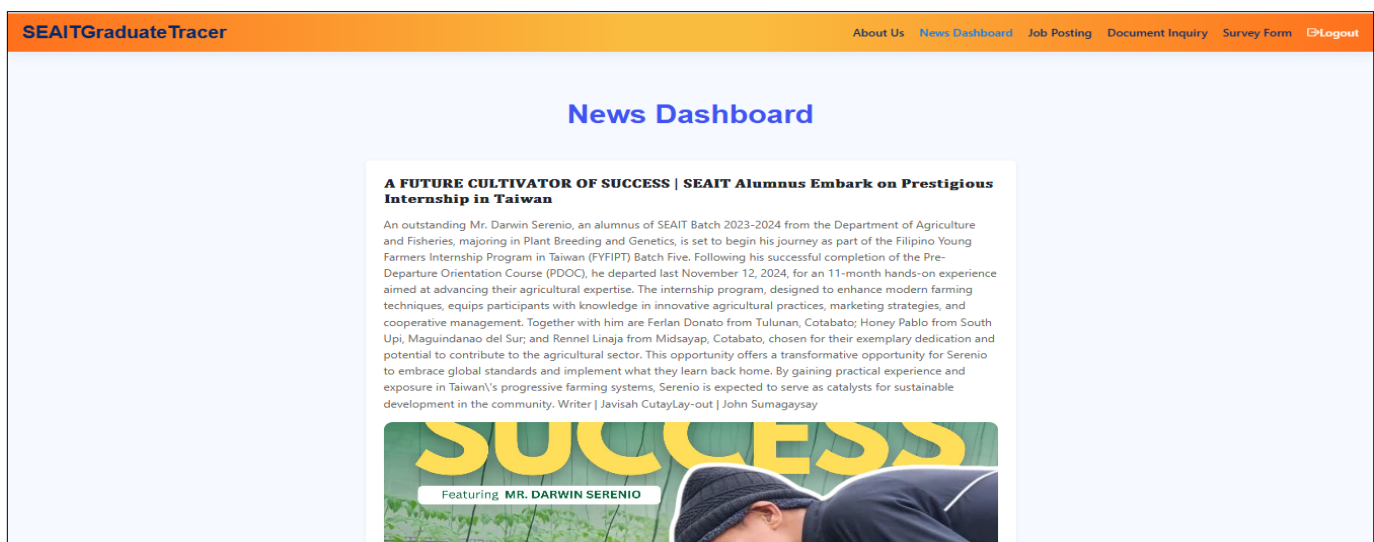 SEAITGraduateTracer
About Us News Dashboard Job Posting Document Inquiry Survey Form Logout
News Dashboard
A FUTURE CULTIVATOR OF SUCCESS | SEAIT Alumnus Embark on Prestigious
Internship in Taiwan
An outstanding Mr. Darwin Serenio, an alumnus of SEAIT Batch 2023-2024 from the Department of Agriculture
and Fisheries, majoring in Plant Breeding and Genetics, is set to begin his journey as part of the Filipino Young
Farmers Internship Program in Taiwan (FYFIPT) Batch Five. Following his successful completion of the Pre-
Departure Orientation Course (PDOC), he departed last November 12, 2024, for an 11-month hands-on experience
aimed at advancing their agricultural expertise. The internship program, designed to enhance modern farming
techniques, equips participants with knowledge in innovative agricultural practices, marketing strategies, and
cooperative management. Together with him are Ferlan Donato from Tulunan, Cotabato; Honey Pablo from South
Upi, Maguindanao del Sur; and Rennel Linaja from Midsayap, Cotabato, chosen for their exemplary dedication and
potential to contribute to the agricultural sector. This opportunity offers a transformative opportunity for Serenio
to embrace global standards and implement what they learn back home. By gaining practical experience and
exposure in Taiwan\'s progressive farming systems, Serenio is expected to serve as catalysts for sustainable
development in the community. Writer | Javisah CutayLay-out | John Sumagaysay
SUCCESS
Featuring MR. DARWIN SERENIO